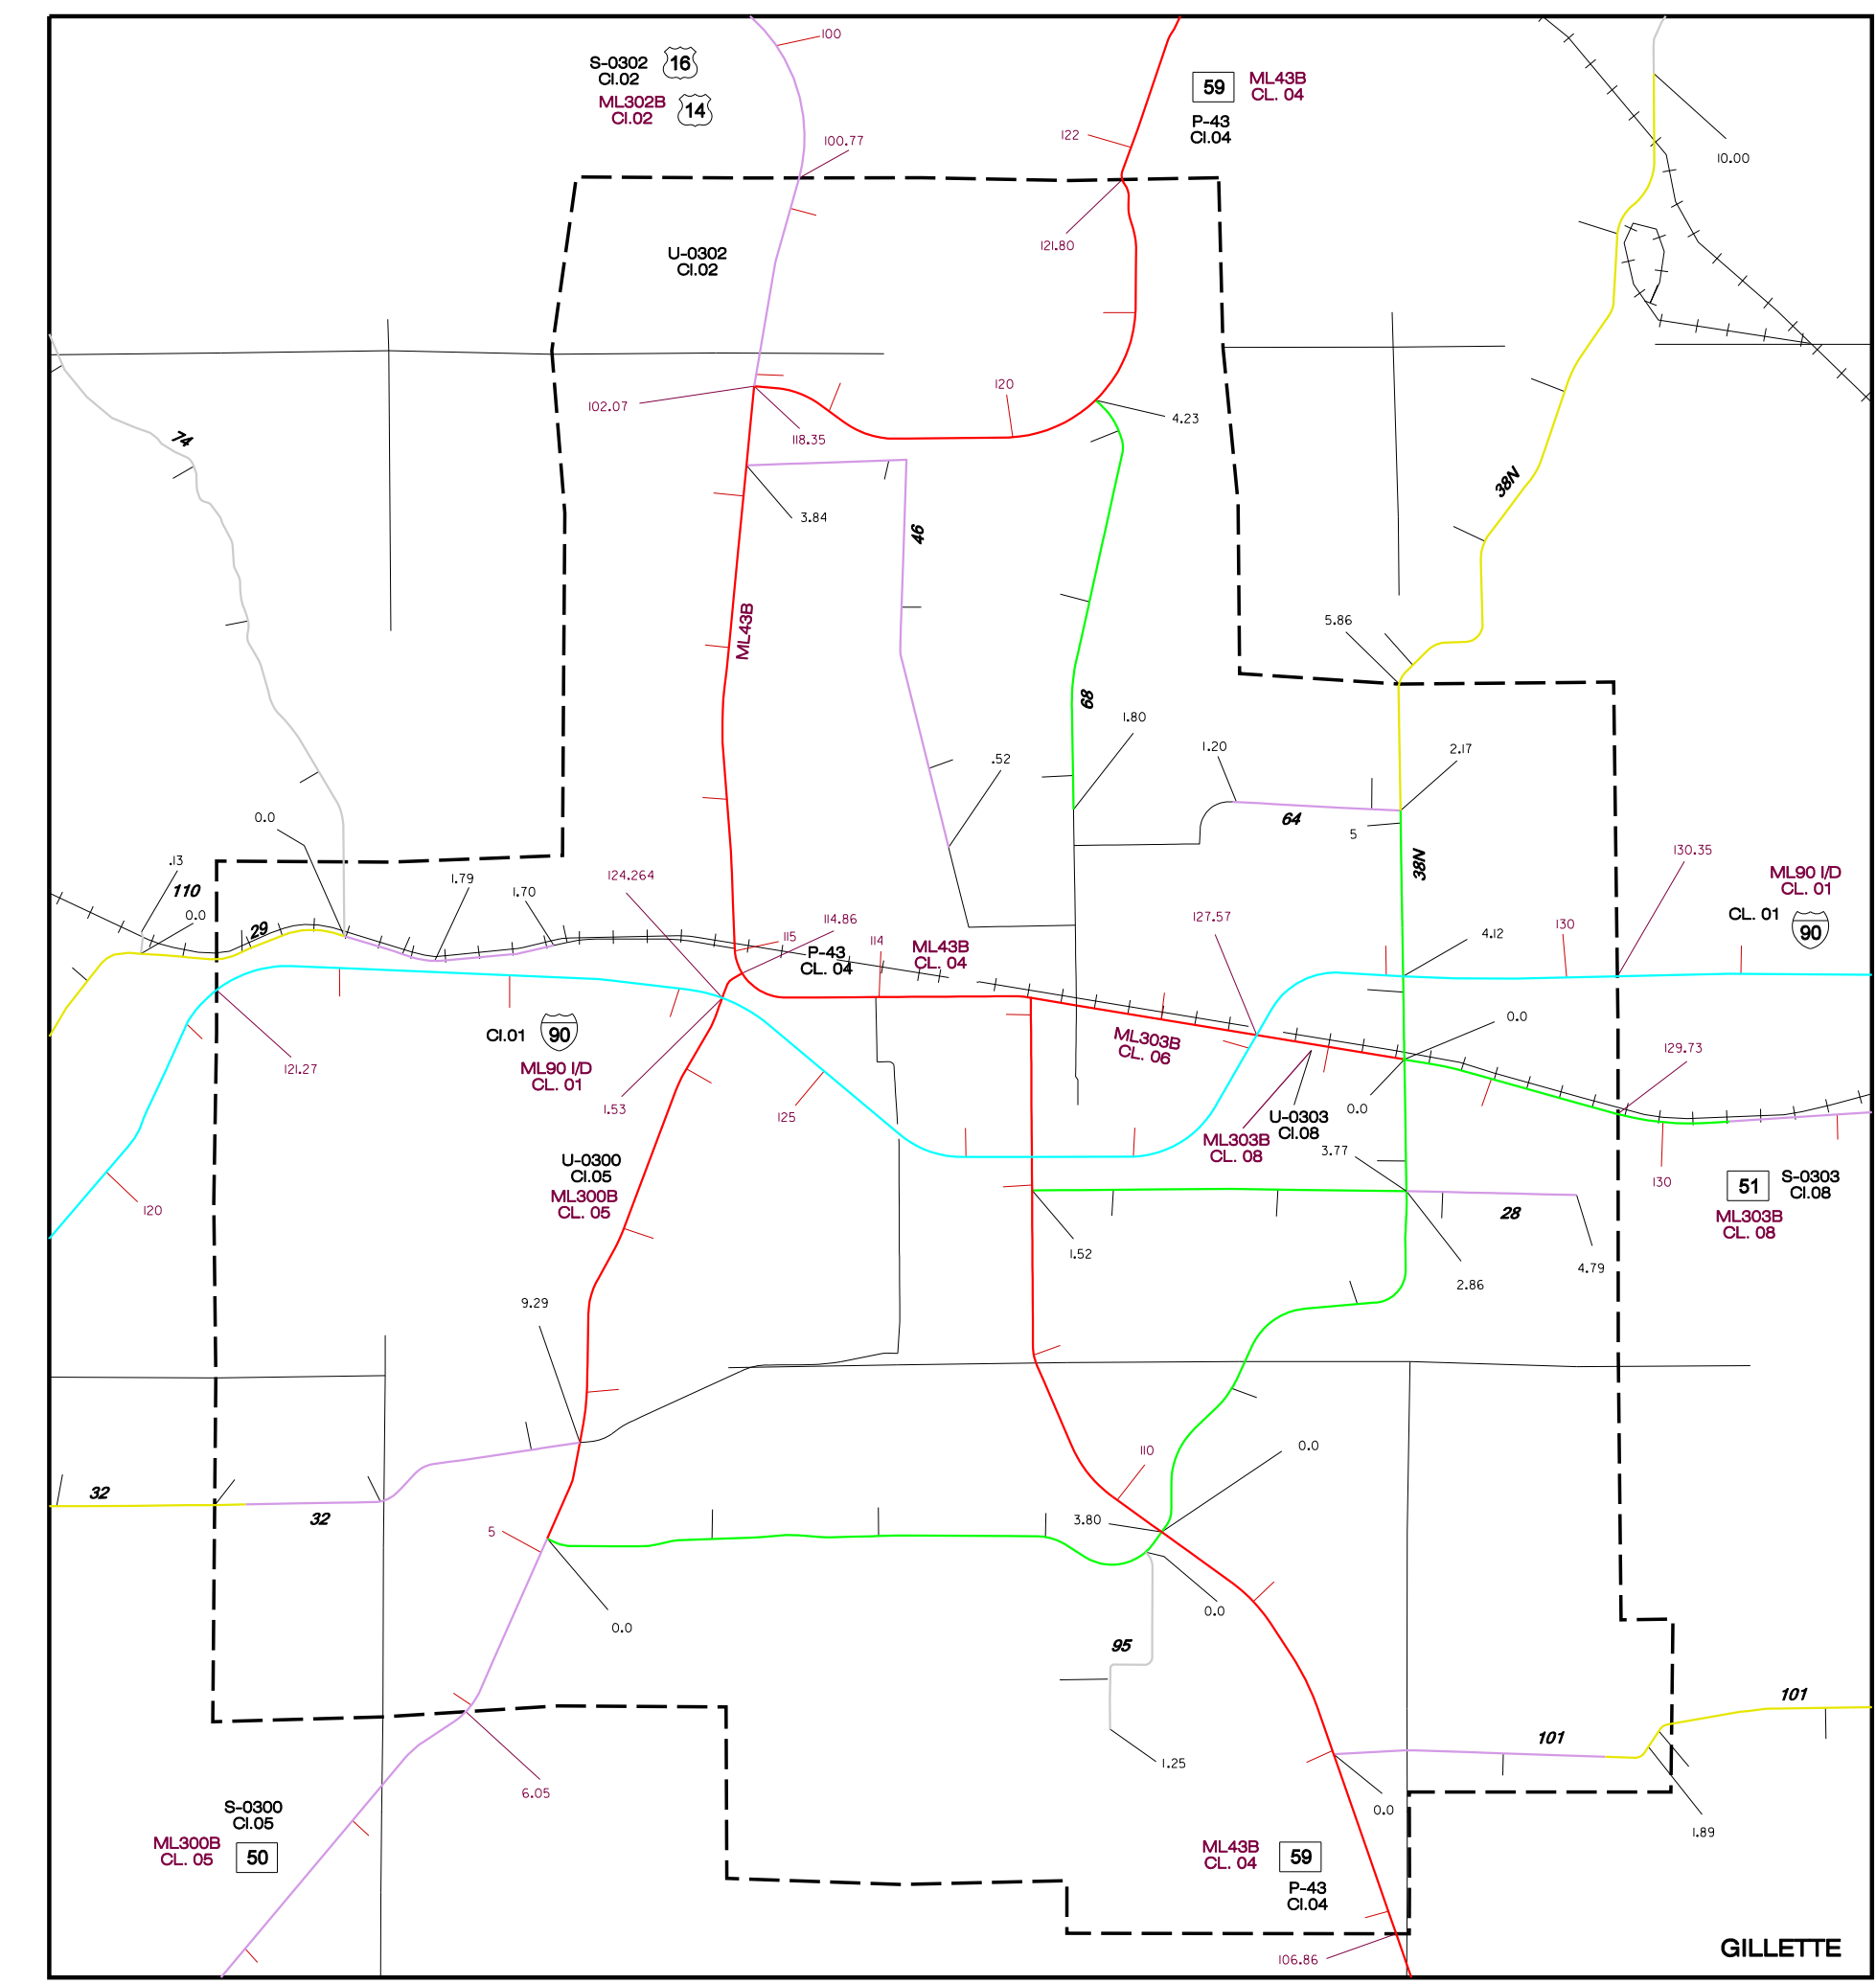 100
S-0302
Cl.02
16
ML302B
Cl.02
14
59
ML43B
CL. 04
P-43
Cl.04
122
100.77
10.00
121.80
U-0302
Cl.02
102.07
118.35
120
4.23
74
3.84
46
38N
ML43B
5.86
68
1.80
1.20
2.17
.52
64
5
38N
0.0
.13
110
0.0
29
1.79
1.70
124.264
114.86
115
P-43
CL. 04
114
ML43B
CL. 04
127.57
4.12
130
130.35
ML90 I/D
CL. 01
CL. 01
90
121.27
Cl.01
90
ML90 I/D
CL. 01
1.53
125
ML303B
CL. 06
0.0
0.0
129.73
U-0303
Cl.08
ML303B
CL. 08
3.77
120
U-0300
Cl.05
ML300B
CL. 05
1.52
28
2.86
4.79
130
51
S-0303
Cl.08
ML303B
CL. 08
9.29
32
32
5
110
0.0
3.80
0.0
0.0
95
1.25
101
101
0.0
1.89
6.05
S-0300
Cl.05
ML300B
CL. 05
50
ML43B
CL. 04
59
P-43
Cl.04
106.86
GILLETTE